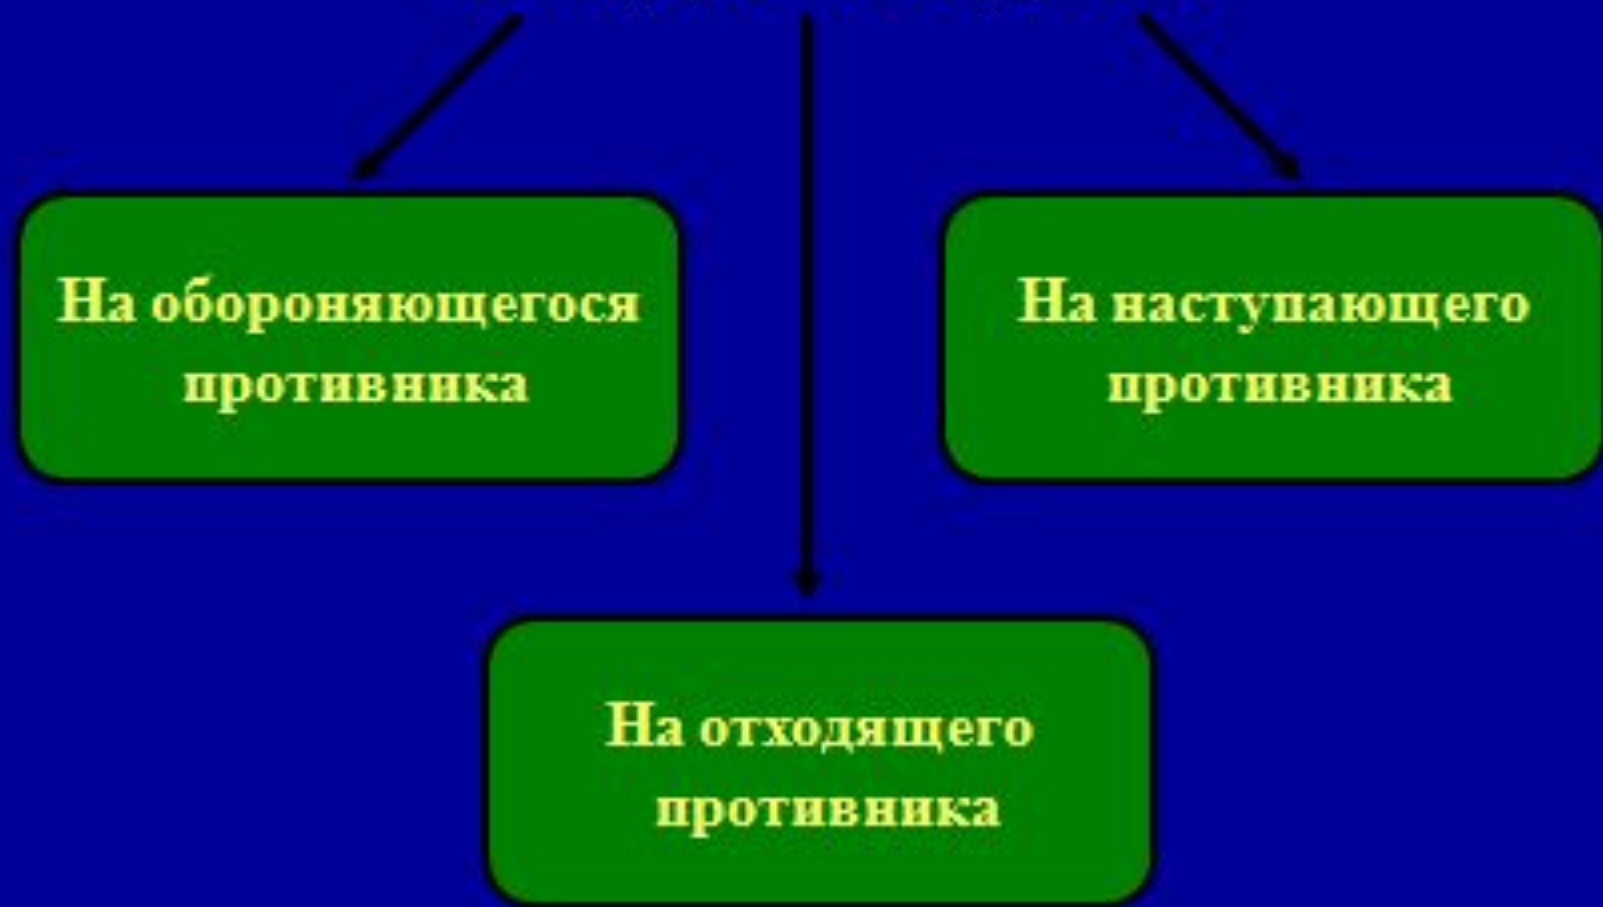 На обороняющегося
противника
На наступающего
противника
На отходящего
противника